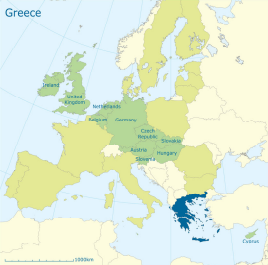 Greece
Ireland
United
Kingdom
Netherlands
Belgium
Germany
Czech
Republic
Slovakia
Austria
Hungary
Slovenia
Cyprus
1000km